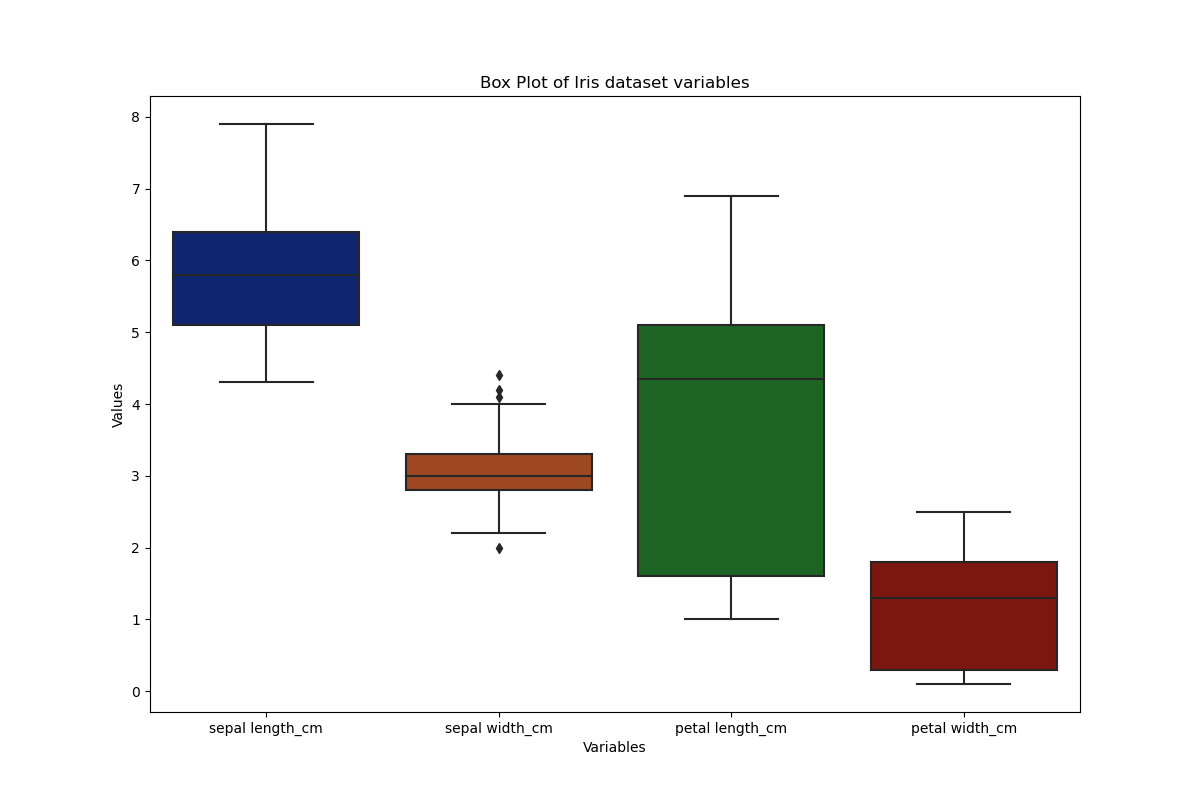 Box Plot of Iris dataset variables
8
7
6
5
4
3
2
1
0
Values
sepal length_cm
sepal width_cm
petal length_cm
petal width_cm
Variables